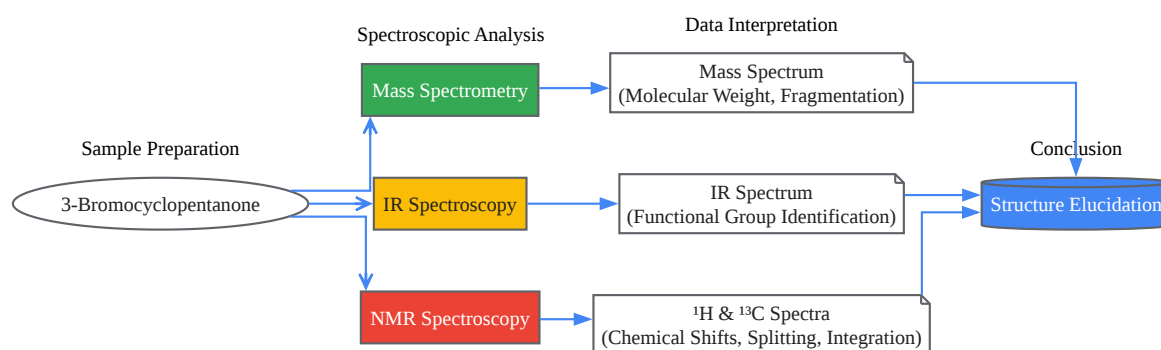 Data Interpretation
Spectroscopic Analysis
Mass Spectrometry
Mass Spectrum
(Molecular Weight, Fragmentation)
Sample Preparation
Conclusion
3-Bromocyclopentanone
IR Spectroscopy
IR Spectrum
(Functional Group Identification)
Structure Elucidation
NMR Spectroscopy
¹H & ¹³C Spectra
(Chemical Shifts, Splitting, Integration)